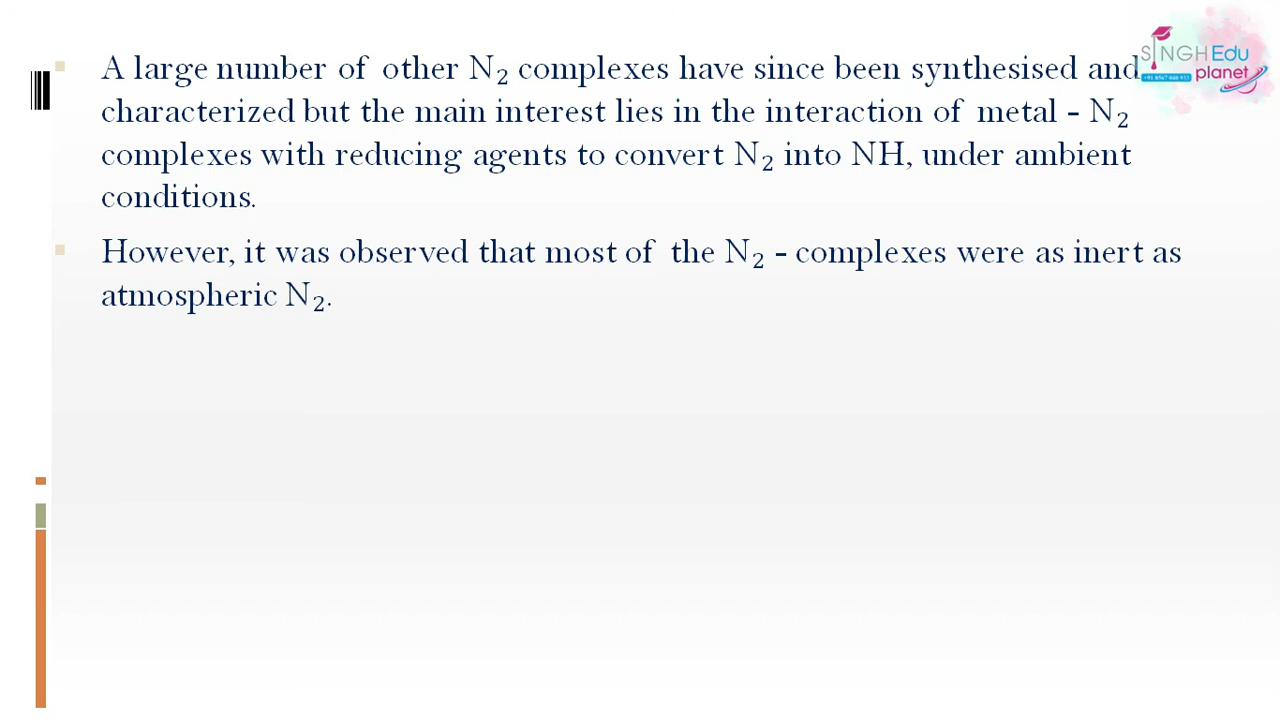 SINGH Edu
planet
A large number of other N₂ complexes have since been synthesised and
characterized but the main interest lies in the interaction of metal - N₂
complexes with reducing agents to convert N₂ into NH, under ambient
conditions.
However, it was observed that most of the N₂ - complexes were as inert as
atmospheric N₂.